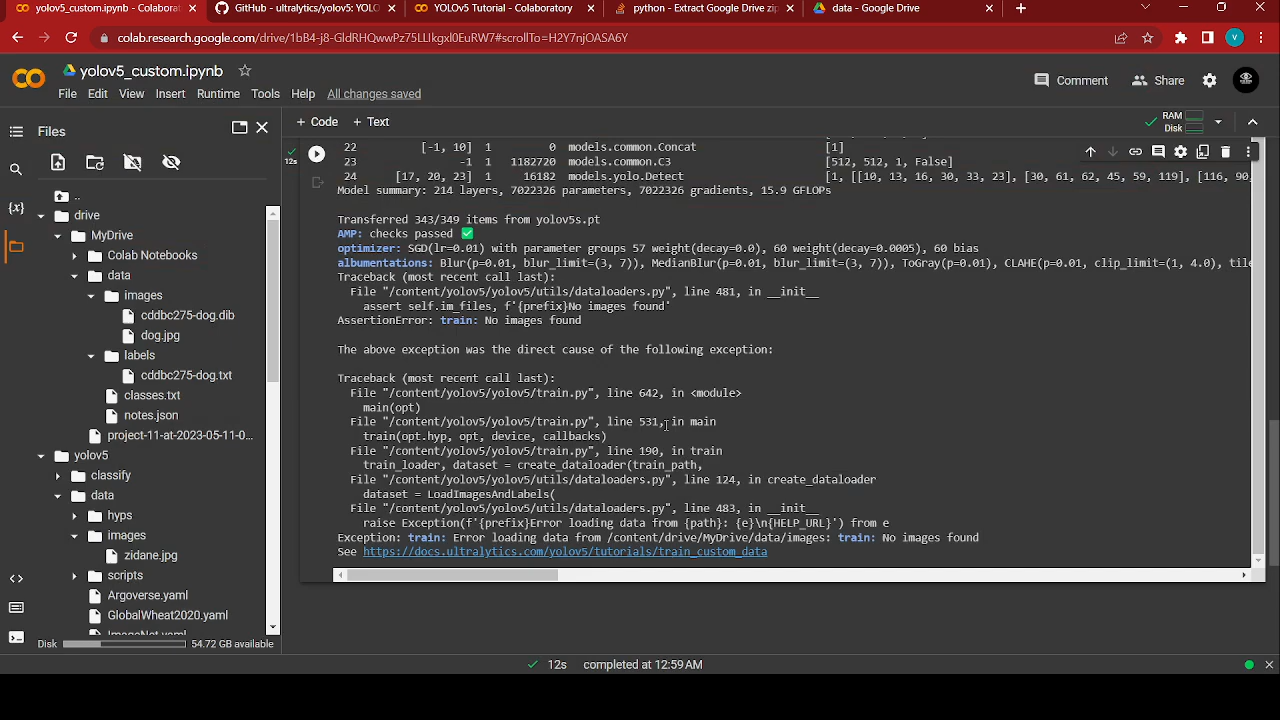 yolov5_custom.ipynb - Colaborat
GitHub - ultralytics/yolov5: YOLO
YOLOv5 Tutorial - Colaboratory
python - Extract Google Drive zip
data - Google Drive
colab.research.google.com/drive/1bB4-j8-GldRHQwwPz75LLlkgxl0EuRW7#scrollTo=H2Y7njOASA6Y
V
yolov5_custom.ipynb
Comment
Share
File Edit View Insert Runtime Tools Help All changes saved
Files
+ Code + Text
RAM
Disk
..
drive
MyDrive
Colab Notebooks
data
images
cddbc275-dog.dib
dog.jpg
labels
cddbc275-dog.txt
classes.txt
notes.json
project-11-at-2023-05-11-0...
yolov5
classify
data
hyps
images
zidane.jpg
scripts
Argoverse.yaml
GlobalWheat2020.yaml
ImageNet.yaml
Disk 54.72 GB available
12s
22 [-1, 10] 1 0 models.common.Concat [1]
23 -1 1 1182720 models.common.C3 [512, 512, 1, False]
24 [17, 20, 23] 1 16182 models.yolo.Detect [1, [[10, 13, 16, 30, 33, 23], [30, 61, 62, 45, 59, 119], [116, 90,
Model summary: 214 layers, 7022326 parameters, 7022326 gradients, 15.9 GFLOPs
Transferred 343/349 items from yolov5s.pt
AMP: checks passed ✅
optimizer: SGD(lr=0.01) with parameter groups 57 weight(decay=0.0), 60 weight(decay=0.0005), 60 bias
albumentations: Blur(p=0.01, blur_limit=(3, 7)), MedianBlur(p=0.01, blur_limit=(3, 7)), ToGray(p=0.01), CLAHE(p=0.01, clip_limit=(1, 4.0), tile
Traceback (most recent call last):
File "/content/yolov5/yolov5/utils/dataloaders.py", line 481, in __init__
assert self.im_files, f'{prefix}No images found'
AssertionError: train: No images found
The above exception was the direct cause of the following exception:
Traceback (most recent call last):
File "/content/yolov5/yolov5/train.py", line 642, in <module>
main(opt)
File "/content/yolov5/yolov5/train.py", line 531, in main
train(opt.hyp, opt, device, callbacks)
File "/content/yolov5/yolov5/train.py", line 190, in train
train_loader, dataset = create_dataloader(train_path,
File "/content/yolov5/yolov5/utils/dataloaders.py", line 124, in create_dataloader
dataset = LoadImagesAndLabels(
File "/content/yolov5/yolov5/utils/dataloaders.py", line 483, in __init__
raise Exception(f'{prefix}Error loading data from {path}: {e}\n{HELP_URL}') from e
Exception: train: Error loading data from /content/drive/MyDrive/data/images: train: No images found
See https://docs.ultralytics.com/yolov5/tutorials/train_custom_data
12s completed at 12:59 AM